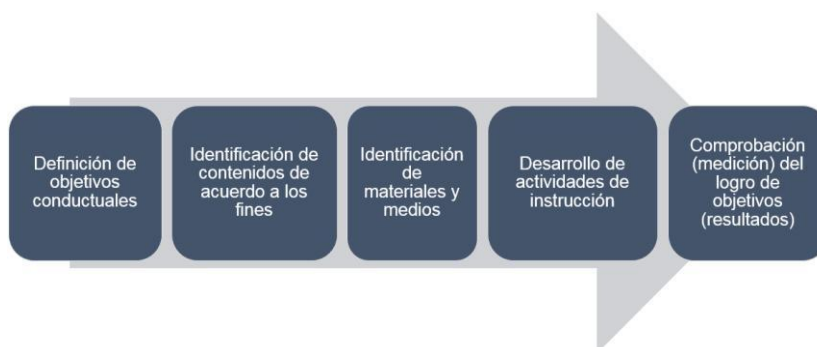 Definición de
objetivos
conductuales
Identificación de
contenidos de
acuerdo a los
fines
Identificación
de
materiales y
medios
Desarrollo de
actividades de
instrucción
Comprobación
(medición) del
logro de
objetivos
(resultados)